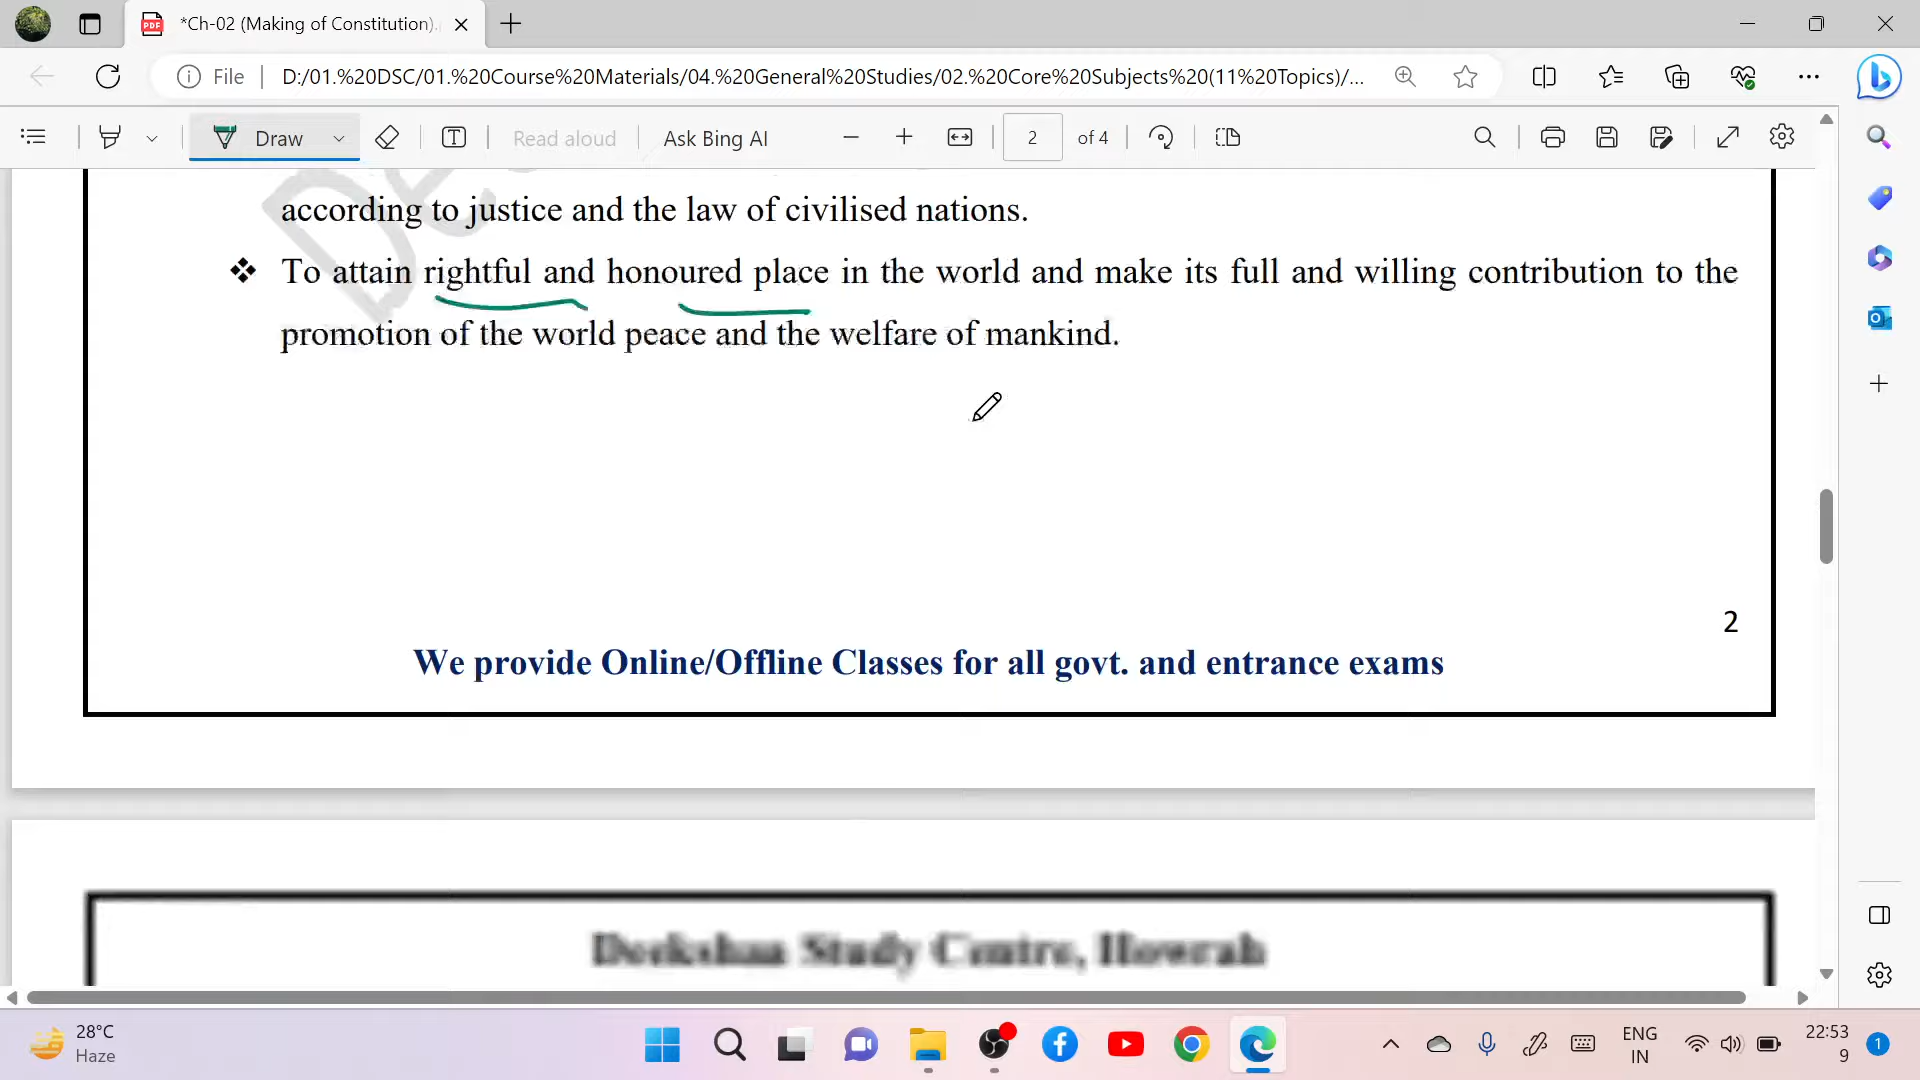 *Ch-02 (Making of Constitution).
File
D:/01.%20DSC/01.%20Course%20Materials/04.%20General%20Studies/02.%20Core%20Subjects%20(11%20Topics)/...
Draw
Read aloud
Ask Bing AI
2 of 4
according to justice and the law of civilised nations.
❖ To attain rightful and honoured place in the world and make its full and willing contribution to the
promotion of the world peace and the welfare of mankind.
2
We provide Online/Offline Classes for all govt. and entrance exams
Deekshaa Study Centre, Howrah
28°C
Haze
ENG
IN
22:53
9
1